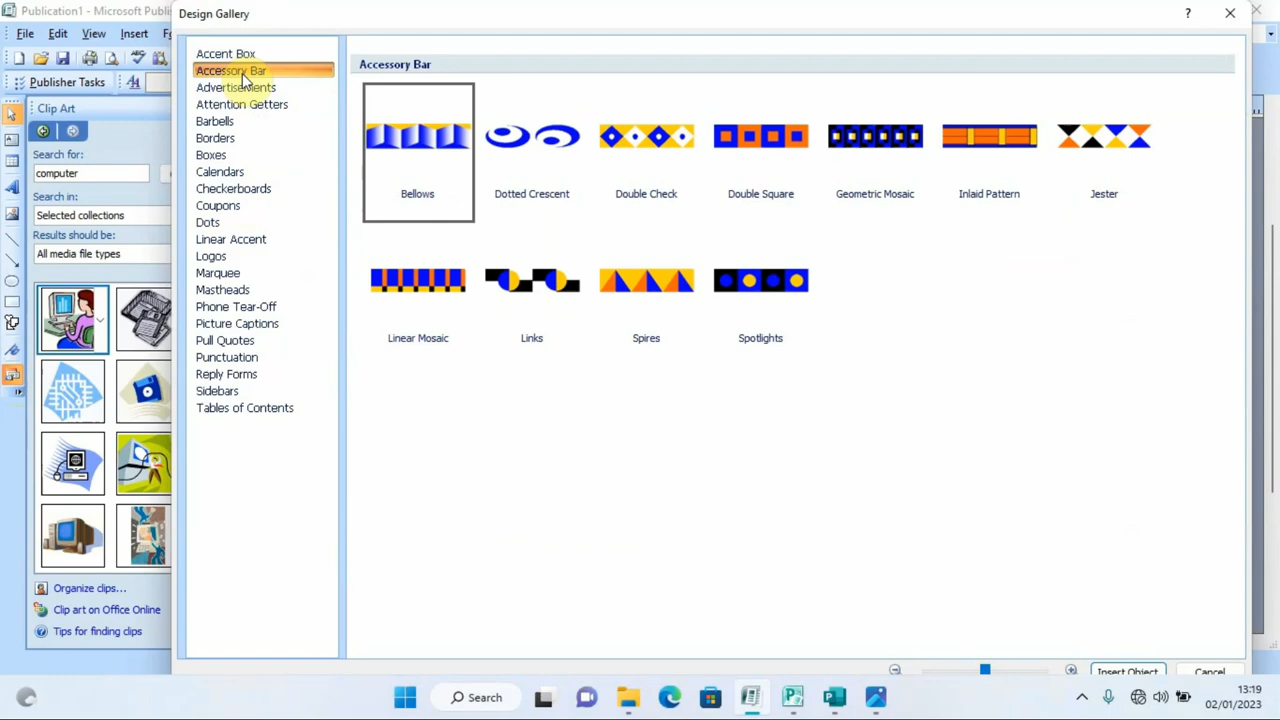 Publication1 - Microsoft Publis
Design Gallery
File Edit View Insert
Publisher Tasks
Clip Art
Search for:
computer
Search in:
Selected collections
Results should be:
All media file types
Organize clips...
Clip art on Office Online
Tips for finding clips
Accent Box
Accessory Bar
Advertisements
Attention Getters
Barbells
Borders
Boxes
Calendars
Checkerboards
Coupons
Dots
Linear Accent
Logos
Marquee
Mastheads
Phone Tear-Off
Picture Captions
Pull Quotes
Punctuation
Reply Forms
Sidebars
Tables of Contents
Accessory Bar
Bellows Dotted Crescent Double Check Double Square Geometric Mosaic Inlaid Pattern Jester
Linear Mosaic Links Spires Spotlights
Insert Object Cancel
Search
13:19
02/01/2023